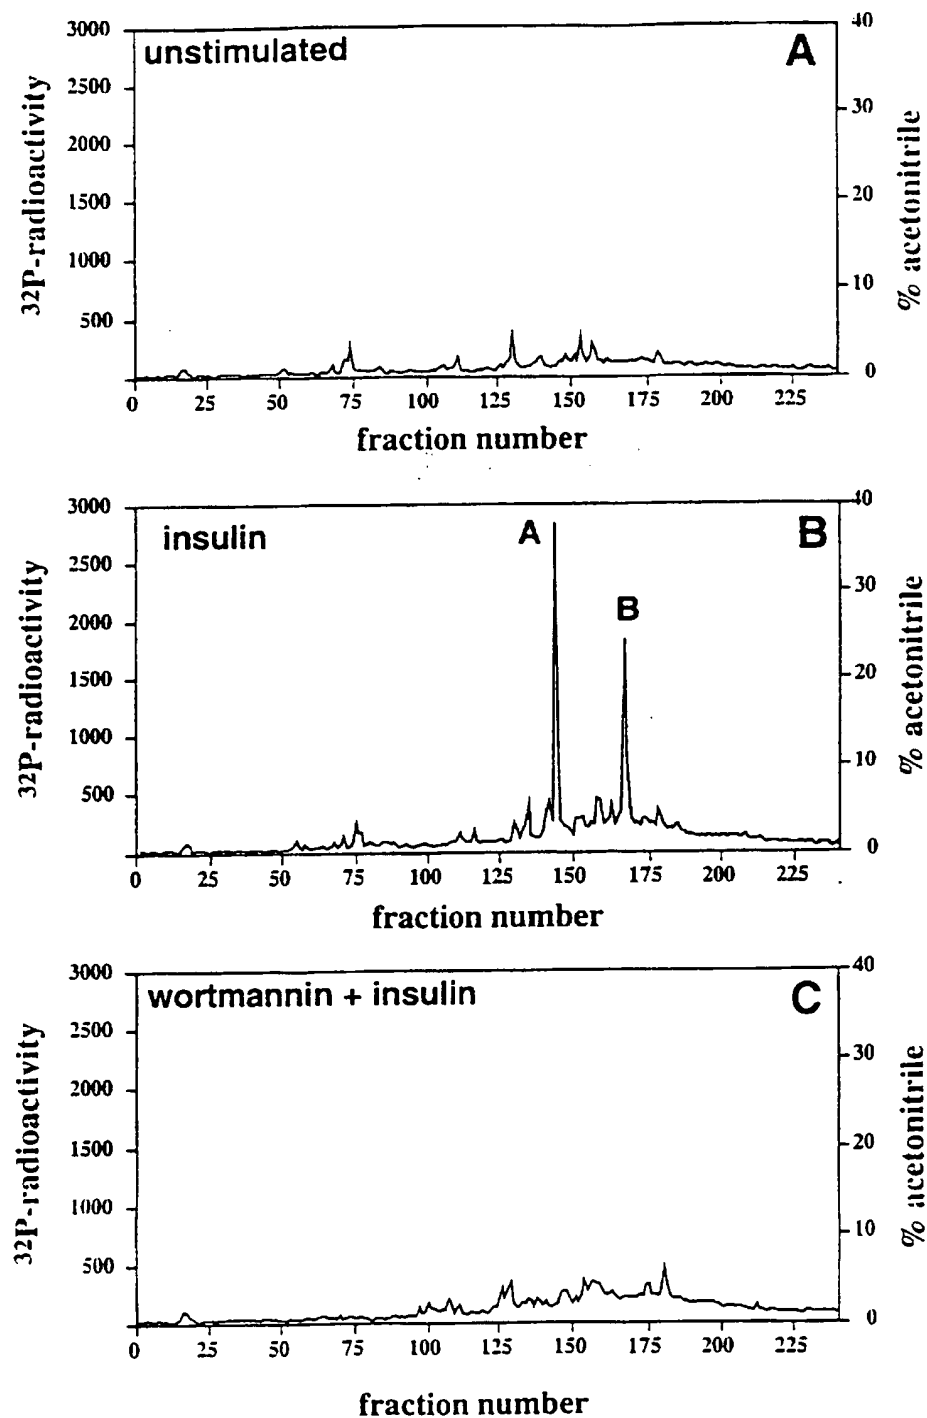 unstimulated
A
3000
2500
2000
1500
1000
500
40
30
20
10
0
32P-radioactivity
% acetonitrile
0 25 50 75 100 125 150 175 200 225
fraction number
insulin
A
B
B
3000
2500
2000
1500
1000
500
40
30
20
10
0
32P-radioactivity
% acetonitrile
0 25 50 75 100 125 150 175 200 225
fraction number
wortmannin + insulin
C
3000
2500
2000
1500
1000
500
40
30
20
10
0
32P-radioactivity
% acetonitrile
0 25 50 75 100 125 150 175 200 225
fraction number